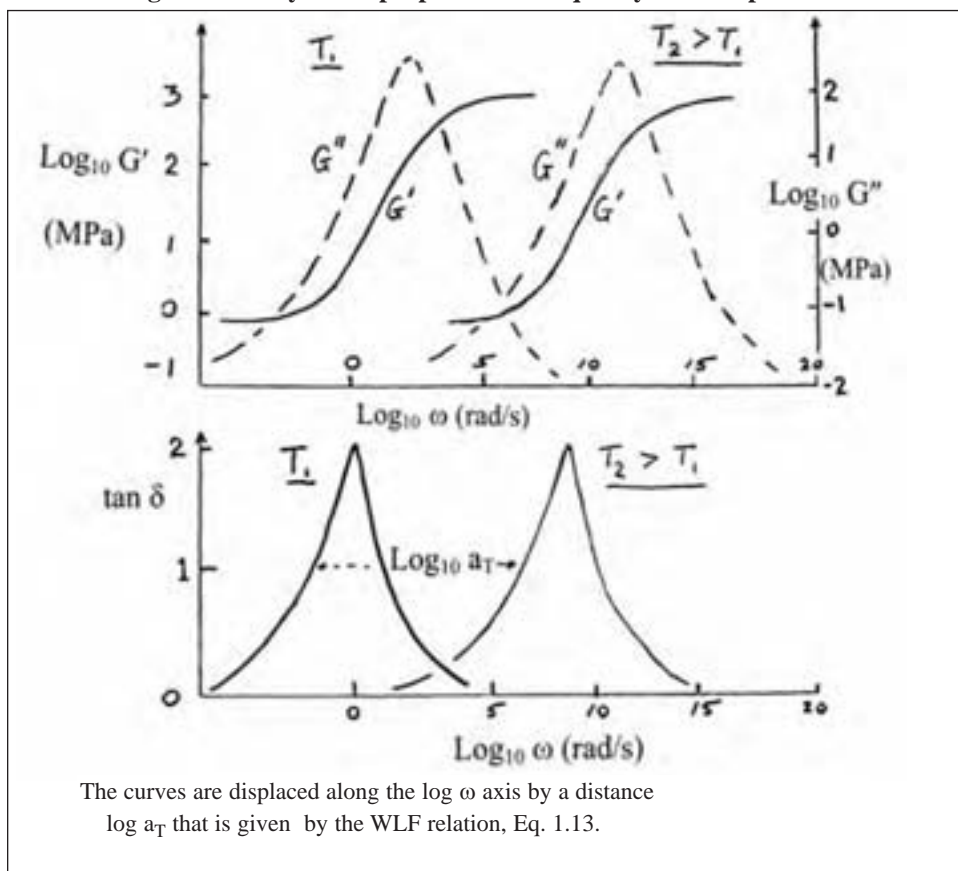 T₁
T₂ > T₁
3
2
1
0
-1
Log₁₀ G'
(MPa)
G"
G'
G"
G'
2
1
0
-1
-2
Log₁₀ G"
(MPa)
0
5
10
15
20
Log₁₀ ω (rad/s)
2
1
0
tan δ
T₁
T₂ > T₁
Log₁₀ a_T
0
5
10
15
20
Log₁₀ ω (rad/s)
The curves are displaced along the log ω axis by a distance
log a_T that is given by the WLF relation, Eq. 1.13.